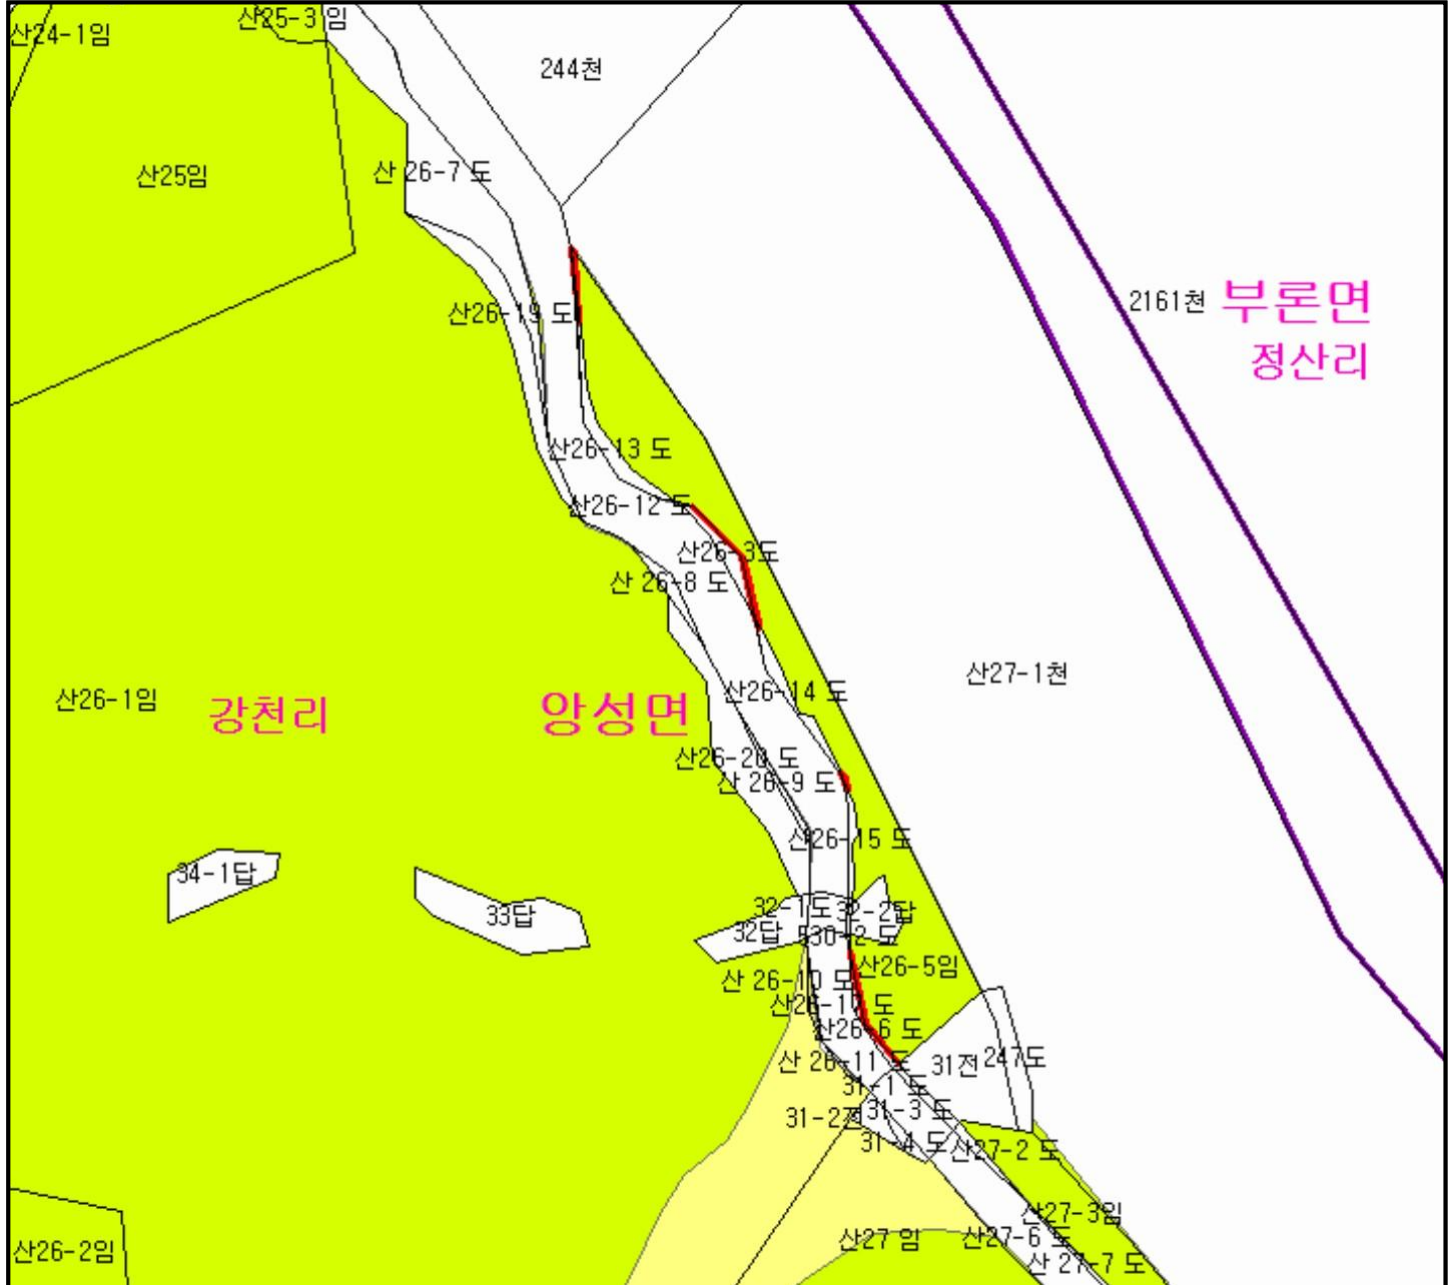 산24-1임
산25-3 임
244천
산25임
산 26-7 도
2161천
부론면
산26-19 도
정산리
산26-13 도
산26-12 도
산26-3도
산 26-8 도
산27-1천
산26-14 도
산26-1임
강천리
앙성면
산26-20 도
산 26-9 도
산26-15 도
34-1답
33답
32-1도
32-2답
32답
530-2 도
산26-5임
산 26-10 도
산26-6 도
산 26-11 도
31전
247도
31-1 도
31-3 도
31-2전
31-4 도
산27-2 도
산27-3임
산27 임
산27-6 도
산26-2임
산 27-7 도